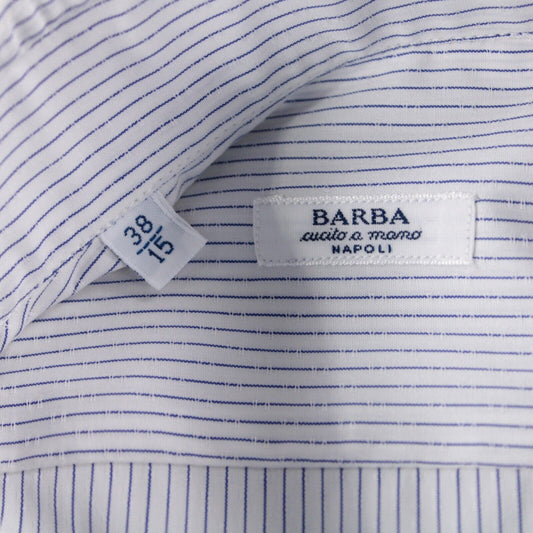 38
15
BARBA
cucito a mano
NAPOLI